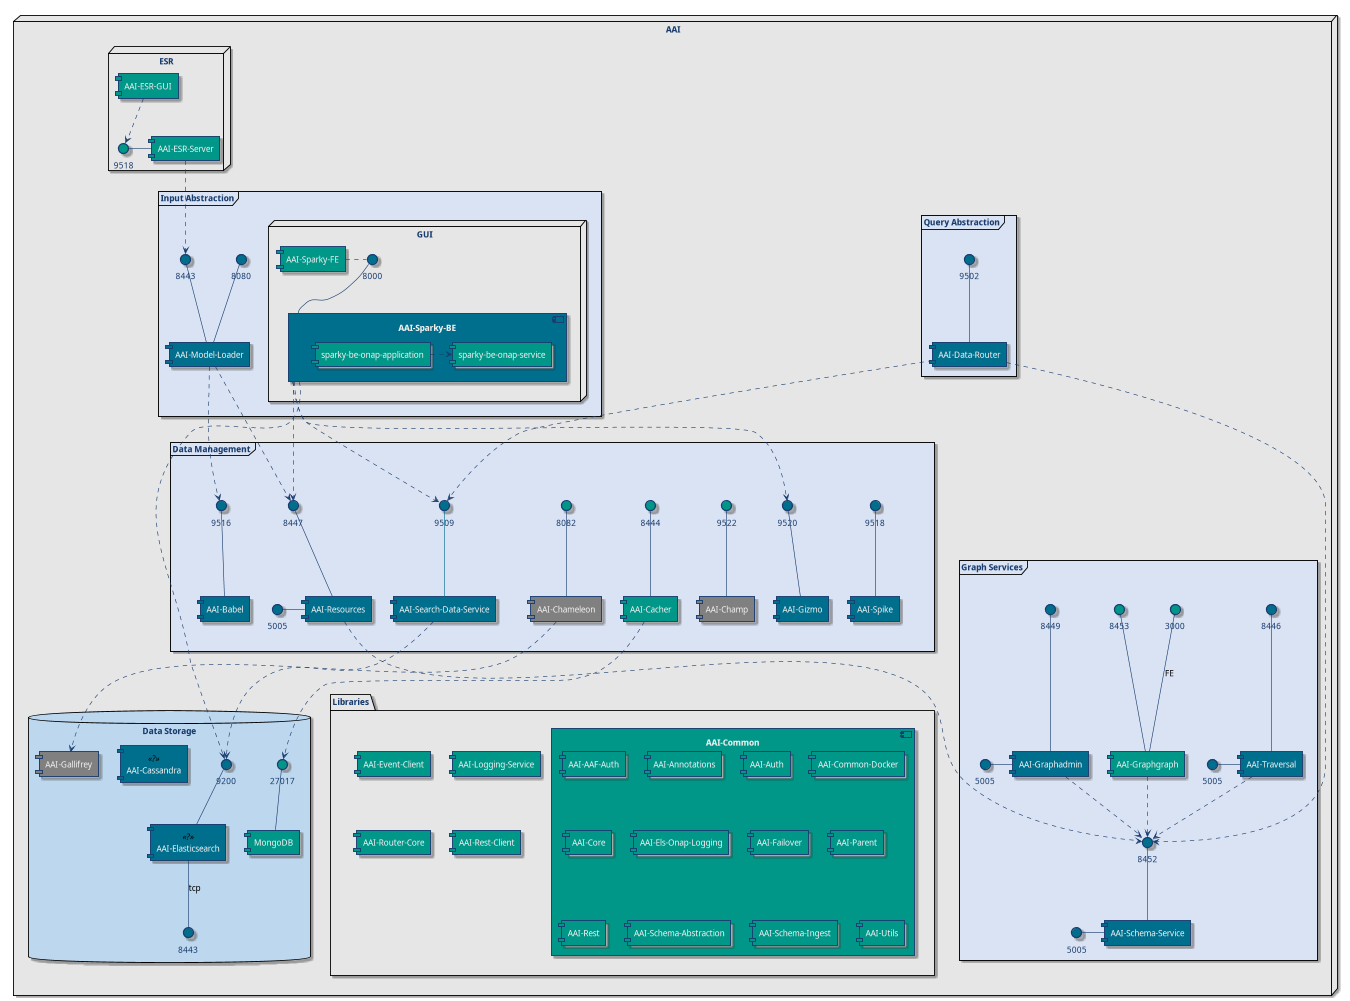 AAI
ESR
AAI-ESR-GUI
AAI-ESR-Server
9518
Input Abstraction
GUI
AAI-Sparky-FE
8443
8080
8000
AAI-Sparky-BE
AAI-Model-Loader
sparky-be-onap-application
sparky-be-onap-service
Query Abstraction
9502
AAI-Data-Router
Data Management
9516
8447
9509
8082
8444
9522
9520
9518
AAI-Babel
5005
AAI-Resources
AAI-Search-Data-Service
AAI-Chameleon
AAI-Cacher
AAI-Champ
AAI-Gizmo
AAI-Spike
Graph Services
8449
8453
3000
8446
FE
5005
AAI-Graphadmin
AAI-Graphgraph
5005
AAI-Traversal
8452
5005
AAI-Schema-Service
Data Storage
AAI-Gallifrey
«?»
AAI-Cassandra
9200
27017
«?»
AAI-Elasticsearch
MongoDB
tcp
8443
Libraries
AAI-Event-Client
AAI-Logging-Service
AAI-Router-Core
AAI-Rest-Client
AAI-Common
AAI-AAF-Auth
AAI-Annotations
AAI-Auth
AAI-Common-Docker
AAI-Core
AAI-Els-Onap-Logging
AAI-Failover
AAI-Parent
AAI-Rest
AAI-Schema-Abstraction
AAI-Schema-Ingest
AAI-Utils